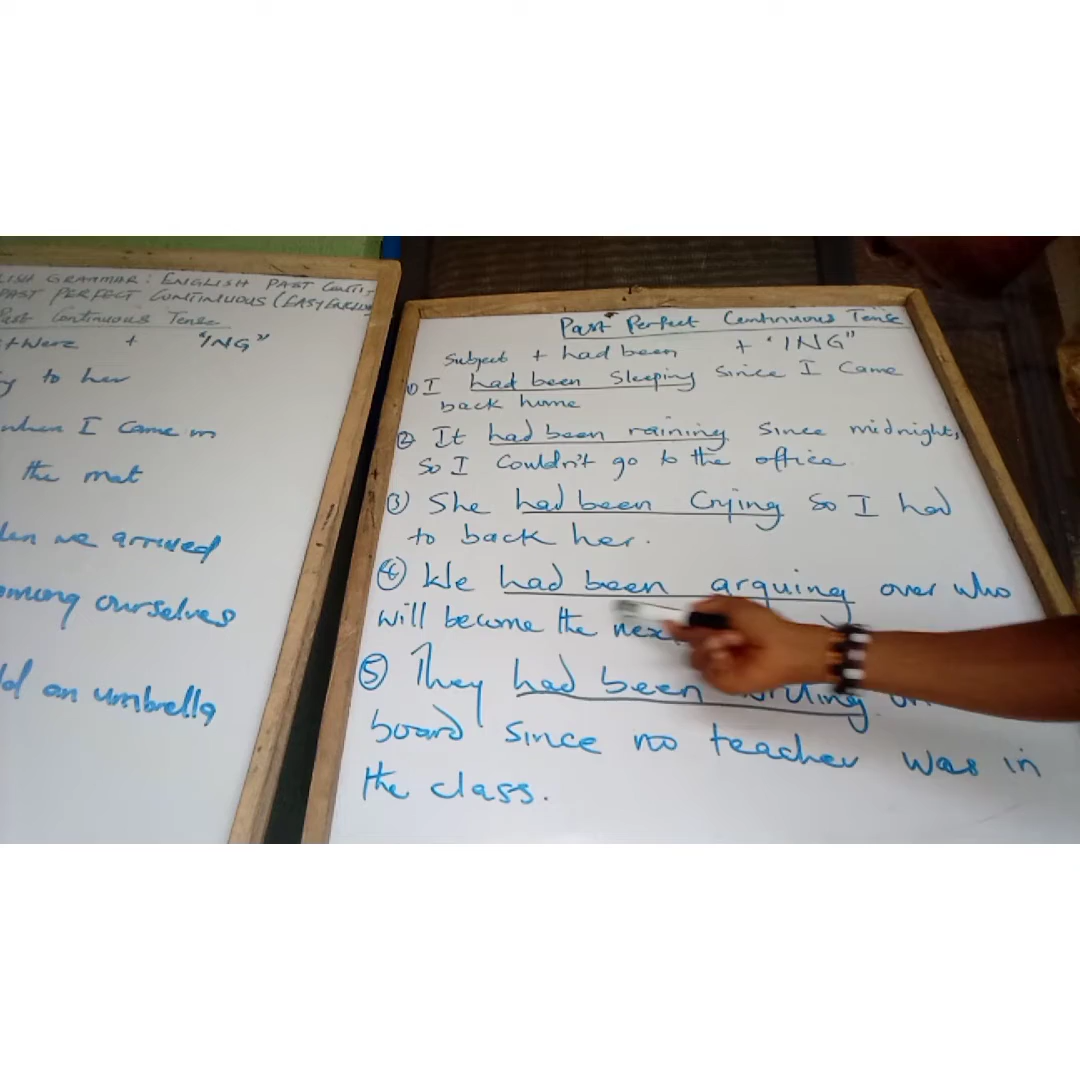 GRAMMAR: ENGLISH PAST
PAST PERFECT CONTINUOUS
Past Continuous Tense
+Were + "ING"
to her
when I came in
the mat
we arrived
among ourselves
an umbrella
Past Perfect Continuous Tense
Subject + had been + "ING"
① I had been sleeping since I came
back home
② It had been raining since midnight,
so I couldn't go to the office.
③ She had been crying so I had
to back her.
④ We had been arguing over who
will become the
⑤ They had been
board since no teacher was in
the class.